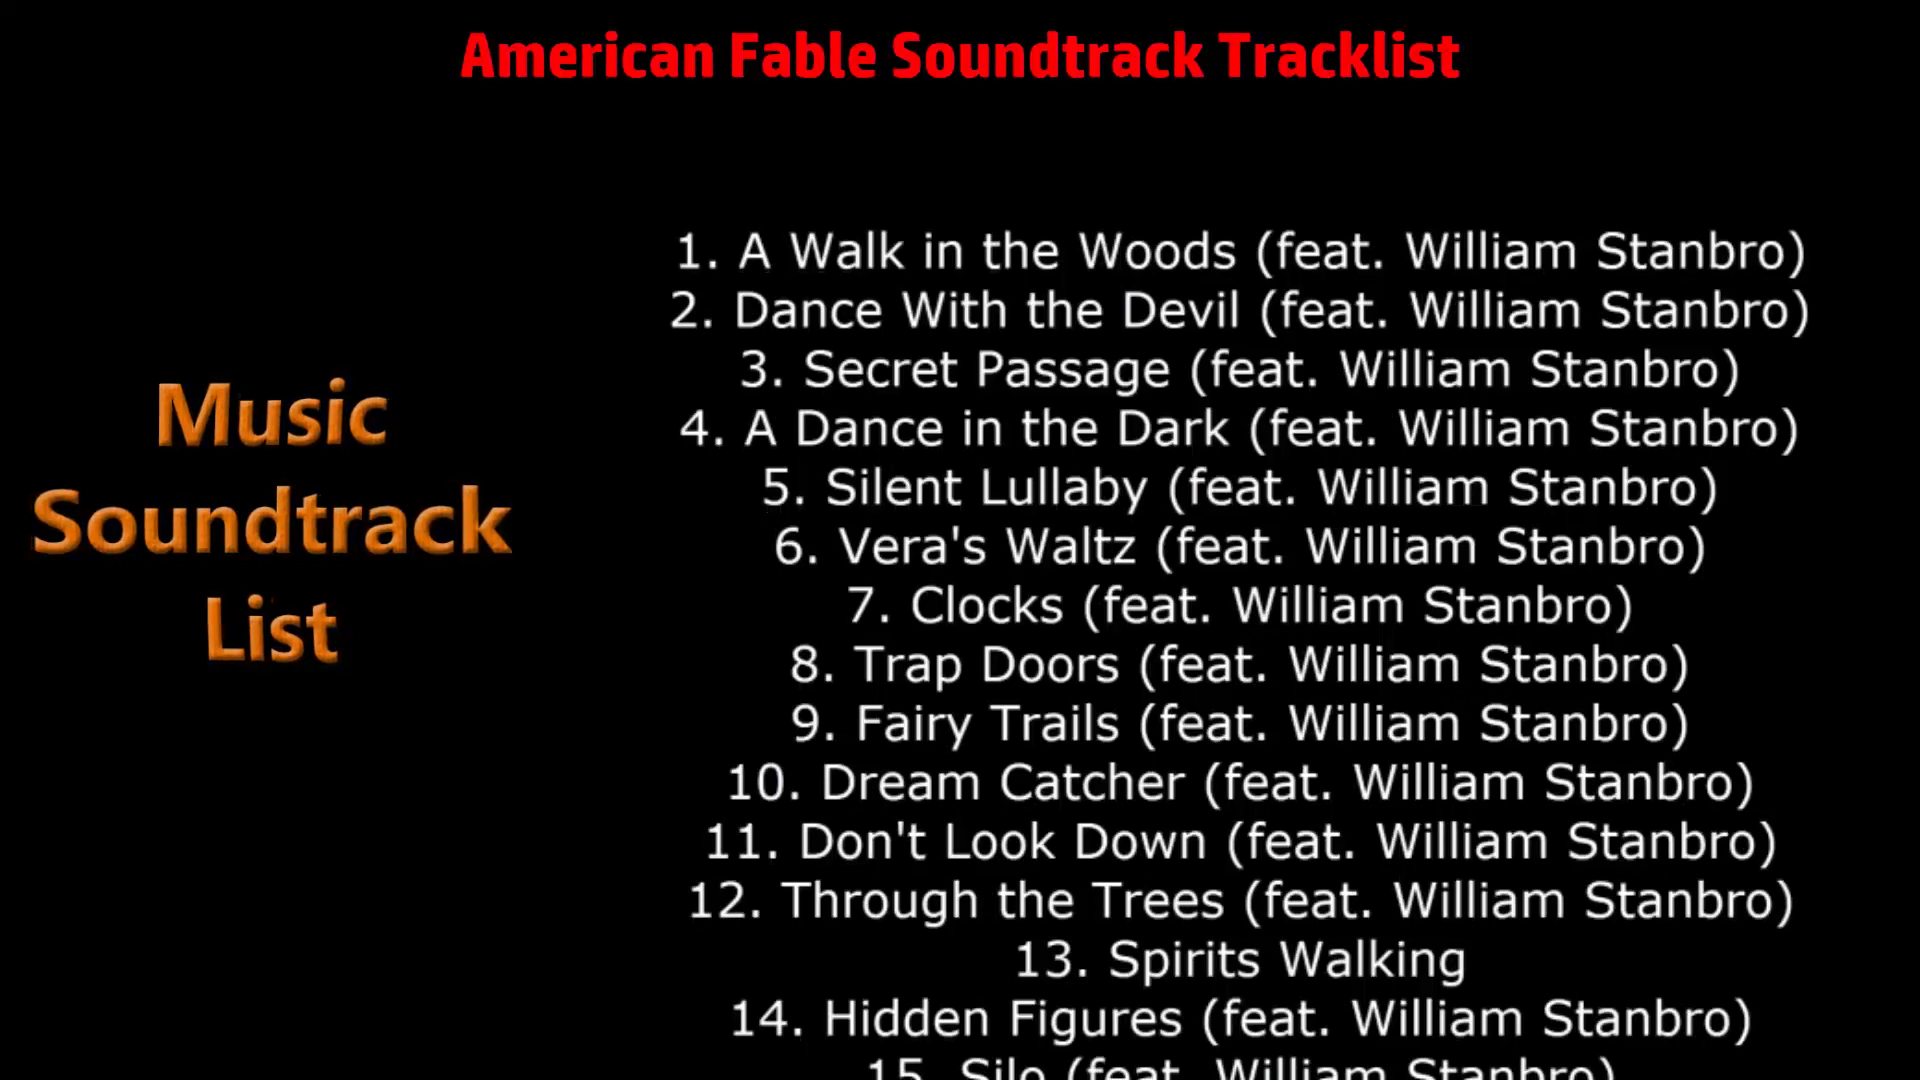 American Fable Soundtrack Tracklist
Music
Soundtrack
List
1. A Walk in the Woods (feat. William Stanbro)
2. Dance With the Devil (feat. William Stanbro)
3. Secret Passage (feat. William Stanbro)
4. A Dance in the Dark (feat. William Stanbro)
5. Silent Lullaby (feat. William Stanbro)
6. Vera's Waltz (feat. William Stanbro)
7. Clocks (feat. William Stanbro)
8. Trap Doors (feat. William Stanbro)
9. Fairy Trails (feat. William Stanbro)
10. Dream Catcher (feat. William Stanbro)
11. Don't Look Down (feat. William Stanbro)
12. Through the Trees (feat. William Stanbro)
13. Spirits Walking
14. Hidden Figures (feat. William Stanbro)
15. Silo (feat. William Stanbro)